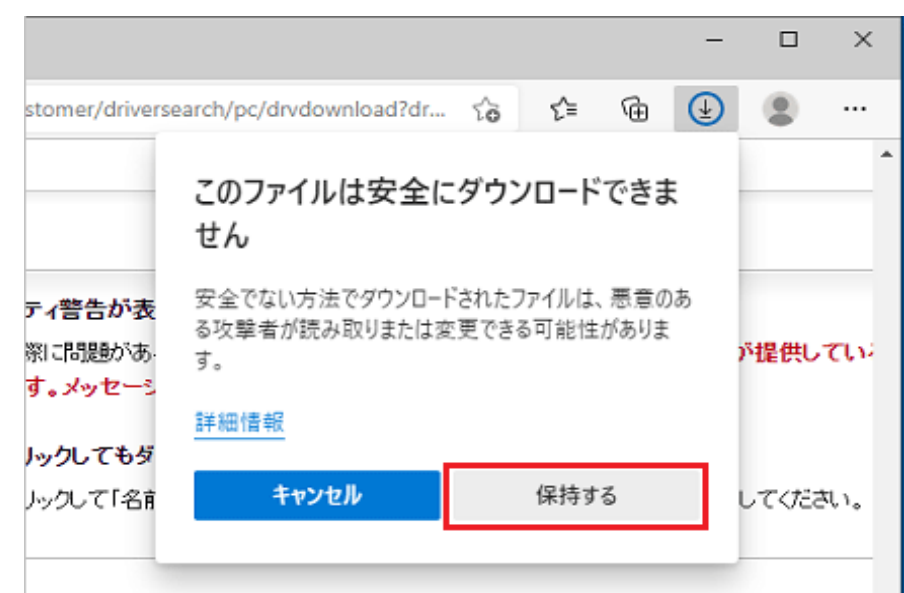 stomer/driversearch/pc/drvdownload?dr...
このファイルは安全にダウンロードできま
せん
安全でない方法でダウンロードされたファイルは、悪意のあ
る攻撃者が読み取りまたは変更できる可能性がありま
す。
詳細情報
キャンセル
保持する
ティ警告が表
際に問題があ
が提供してい
す。メッセージ
リックしてもダ
リックして「名前
してください。